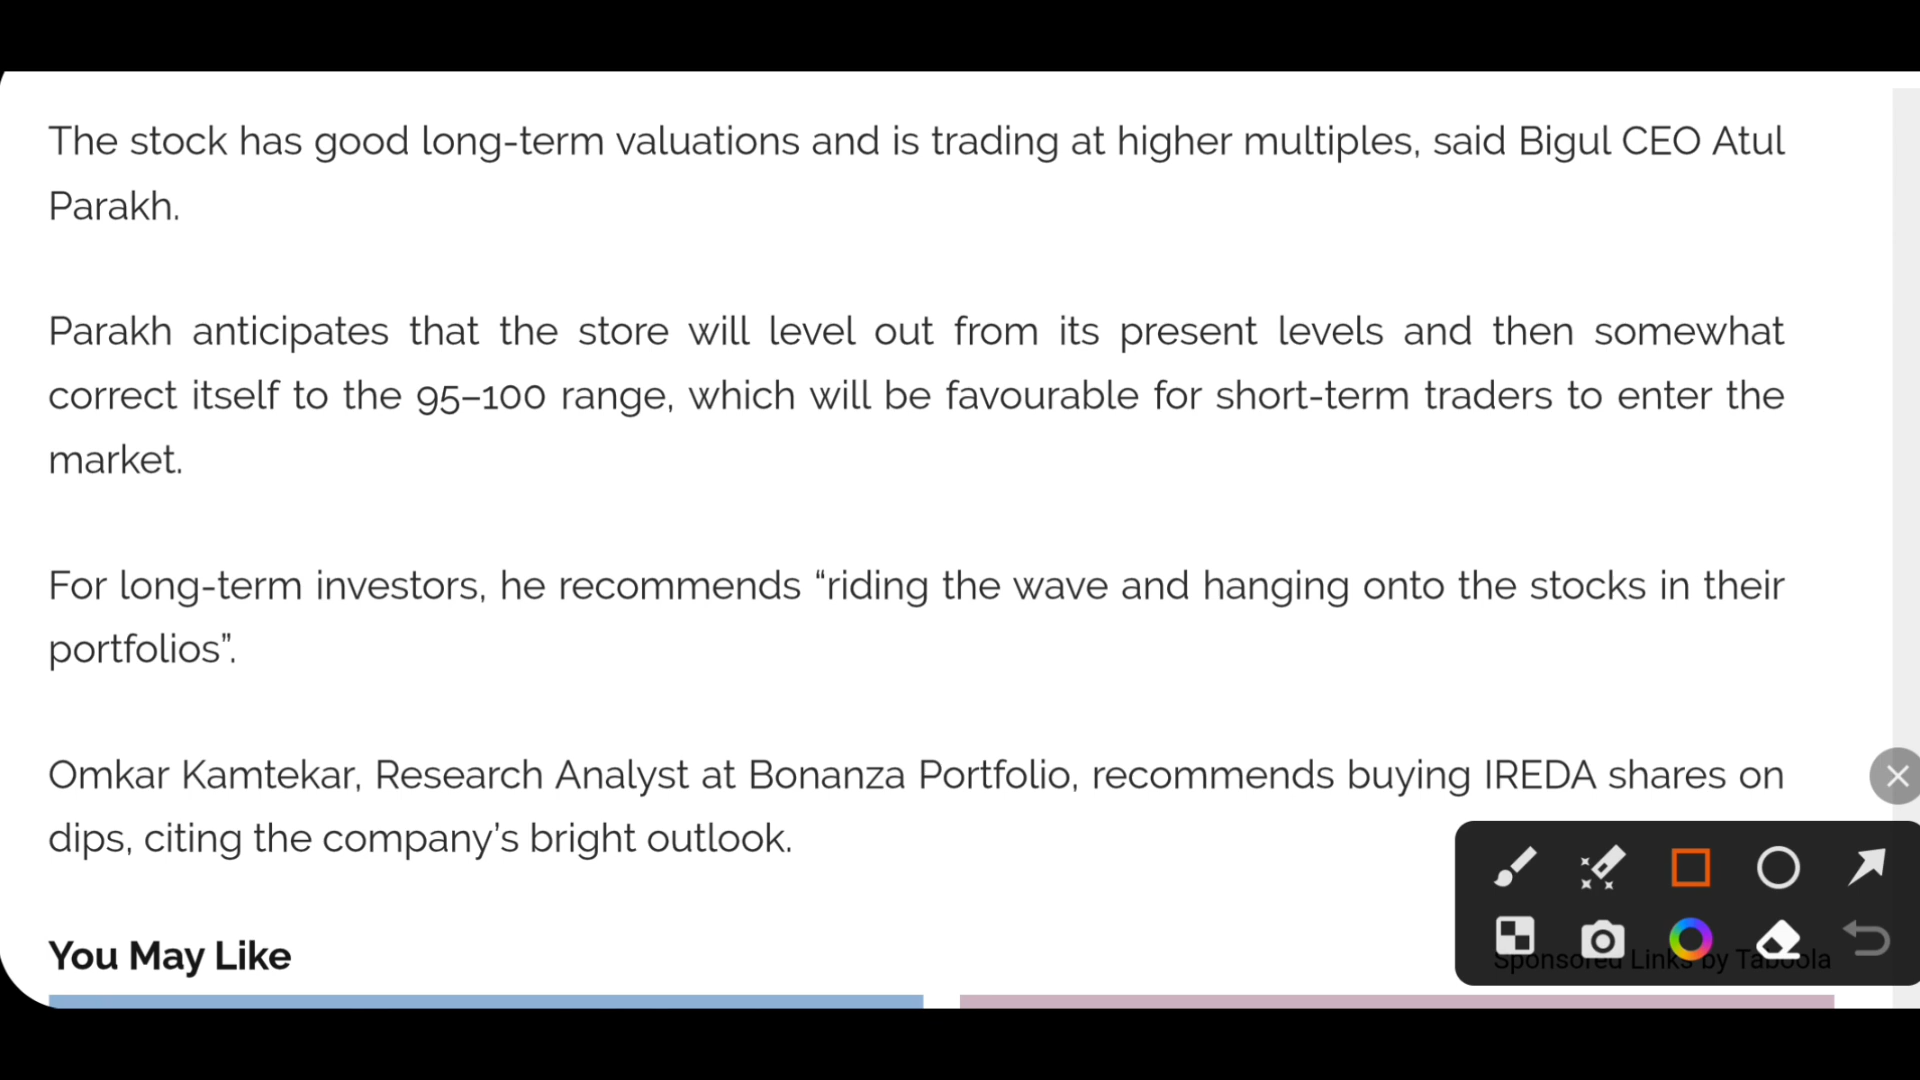 The stock has good long-term valuations and is trading at higher multiples, said Bigul CEO Atul
Parakh.
Parakh anticipates that the store will level out from its present levels and then somewhat
correct itself to the 95–100 range, which will be favourable for short-term traders to enter the
market.
For long-term investors, he recommends “riding the wave and hanging onto the stocks in their
portfolios”.
Omkar Kamtekar, Research Analyst at Bonanza Portfolio, recommends buying IREDA shares on
dips, citing the company’s bright outlook.
You May Like
Sponsored Links by Taboola